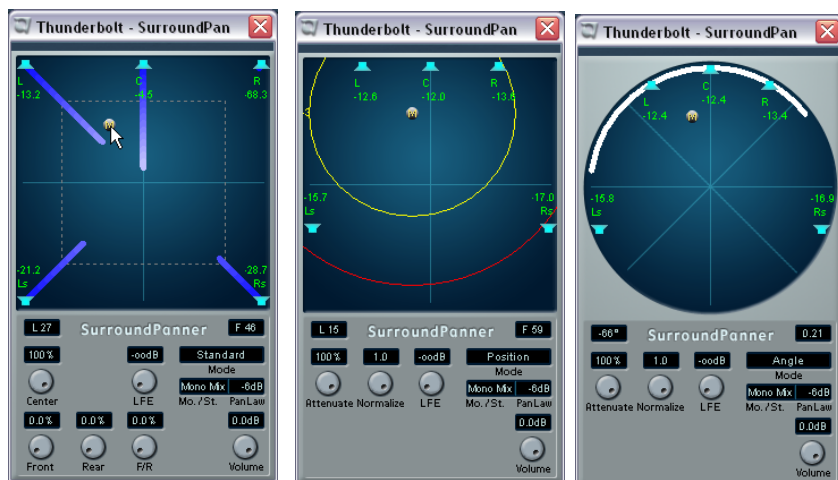 Thunderbolt - SurroundPan
L
C
R
-13.2
-4.5
-68.3
-21.2
-28.7
Ls
Rs
L 27
SurroundPanner
F 46
100%
-oodB
Standard
Mode
Center
LFE
Mono Mix
-6dB
Mo./St.
PanLaw
0.0%
0.0%
0.0%
0.0dB
Front
Rear
F/R
Volume
Thunderbolt - SurroundPan
L
C
R
-12.6
-12.0
-15.7
-17.0
Ls
Rs
L 15
SurroundPanner
F 59
100%
1.0
-oodB
Position
Mode
Attenuate
Normalize
LFE
Mono Mix
-6dB
Mo./St.
PanLaw
0.0dB
Volume
Thunderbolt - SurroundPan
C
L
R
-12.4
-12.4
-13.4
-15.8
-16.9
Ls
Rs
-66°
SurroundPanner
0.21
100%
1.0
-oodB
Angle
Mode
Attenuate
Normalize
LFE
Mono Mix
-6dB
Mo./St.
PanLaw
0.0dB
Volume